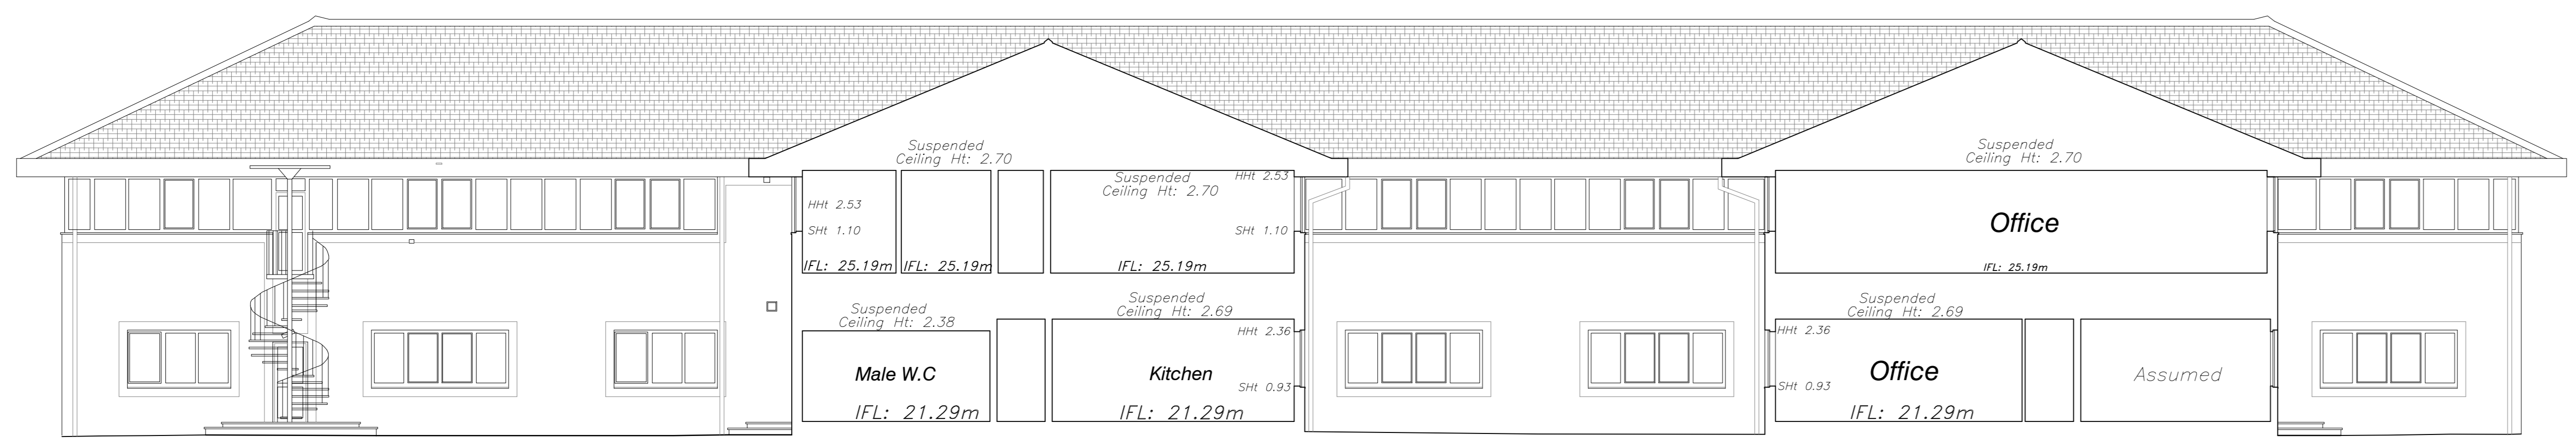 Suspended
Ceiling Ht: 2.70
HHt 2.53
SHt 1.10
IFL: 25.19m
IFL: 25.19m
Suspended
Ceiling Ht: 2.70
HHt 2.53
SHt 1.10
IFL: 25.19m
Suspended
Ceiling Ht: 2.70
Office
IFL: 25.19m
Suspended
Ceiling Ht: 2.38
Male W.C
IFL: 21.29m
Suspended
Ceiling Ht: 2.69
HHt 2.36
Kitchen
SHt 0.93
IFL: 21.29m
Suspended
Ceiling Ht: 2.69
HHt 2.36
Office
SHt 0.93
IFL: 21.29m
Assumed